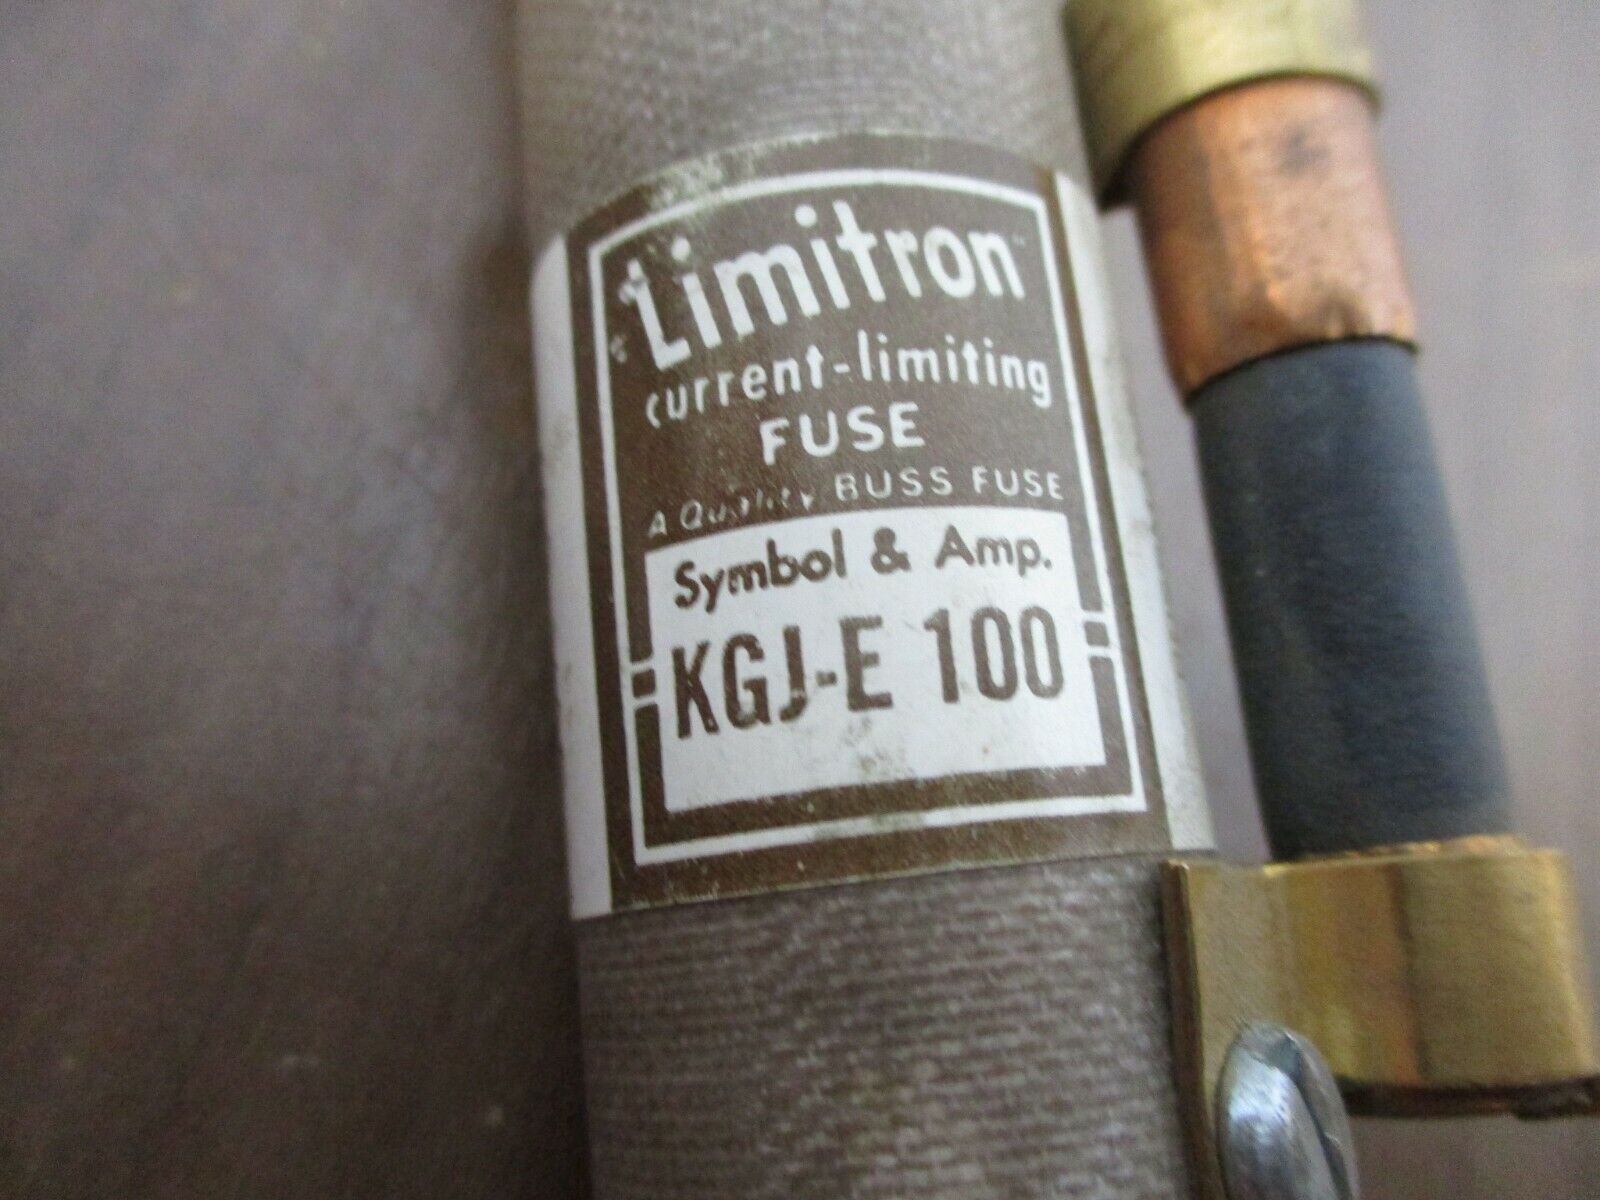 Limitron
current-limiting
FUSE
A Quality BUSS FUSE
Symbol & Amp.
KGJ-E 100